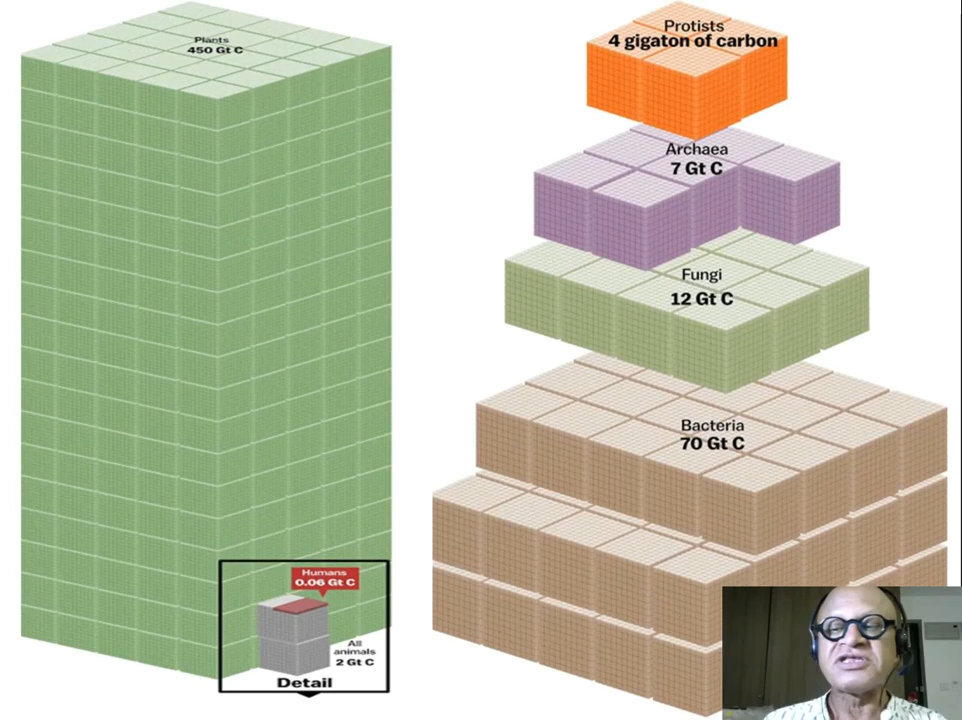 Plants
450 Gt C
Protists
4 gigaton of carbon
Archaea
7 Gt C
Fungi
12 Gt C
Bacteria
70 Gt C
Humans
0.06 Gt C
All
animals
2 Gt C
Detail